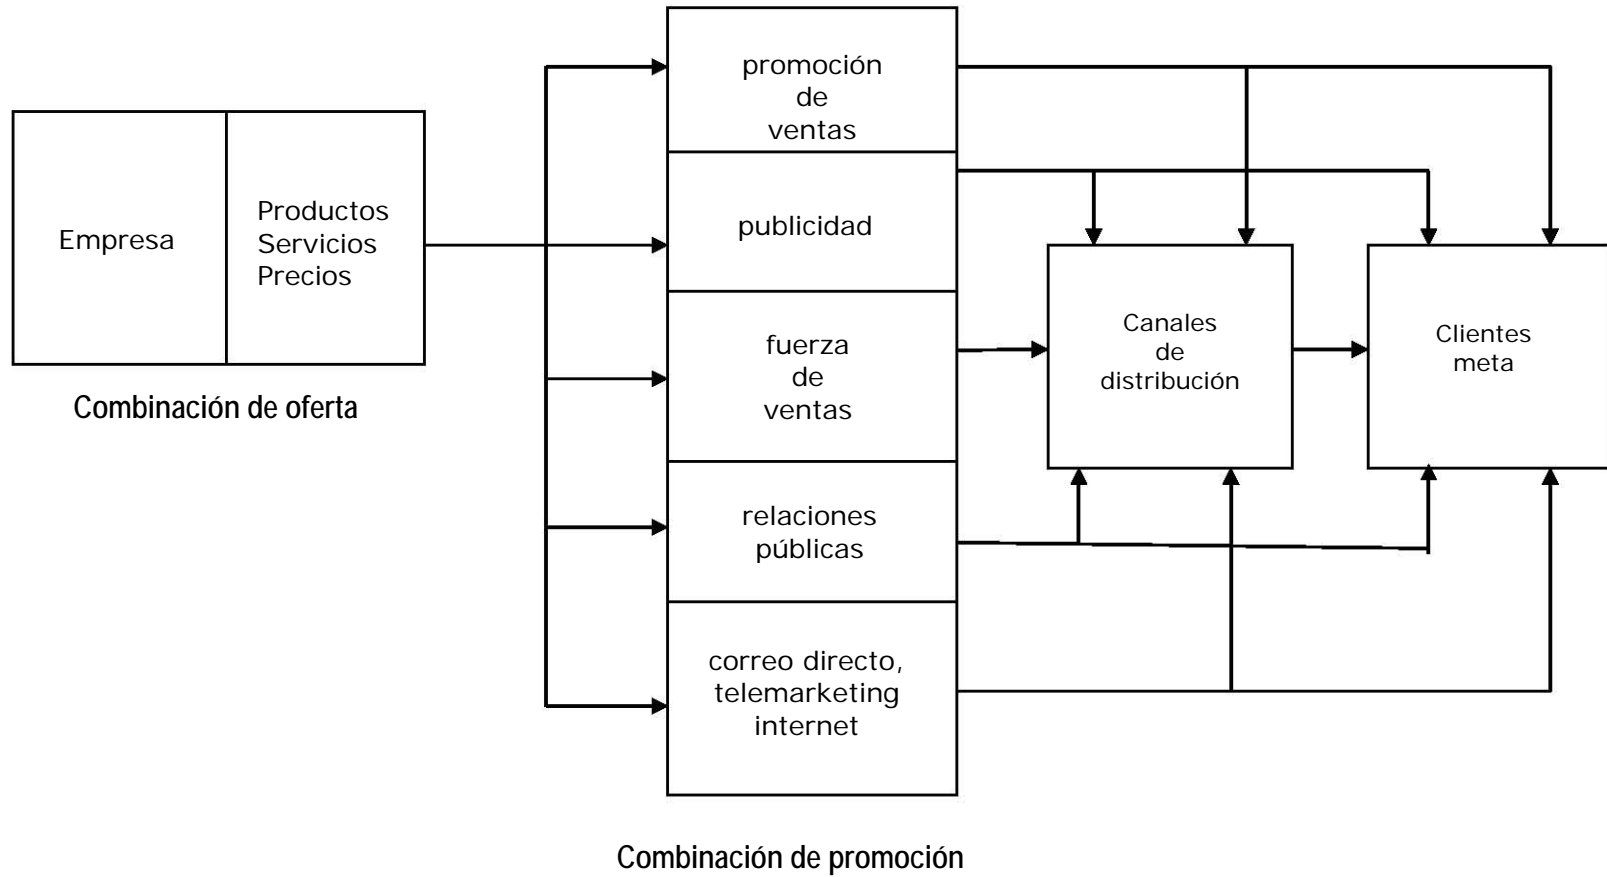 Empresa
Productos
Servicios
Precios
Combinación de oferta
promoción
de
ventas
publicidad
fuerza
de
ventas
relaciones
públicas
correo directo,
telemarketing
internet
Combinación de promoción
Canales
de
distribución
Clientes
meta